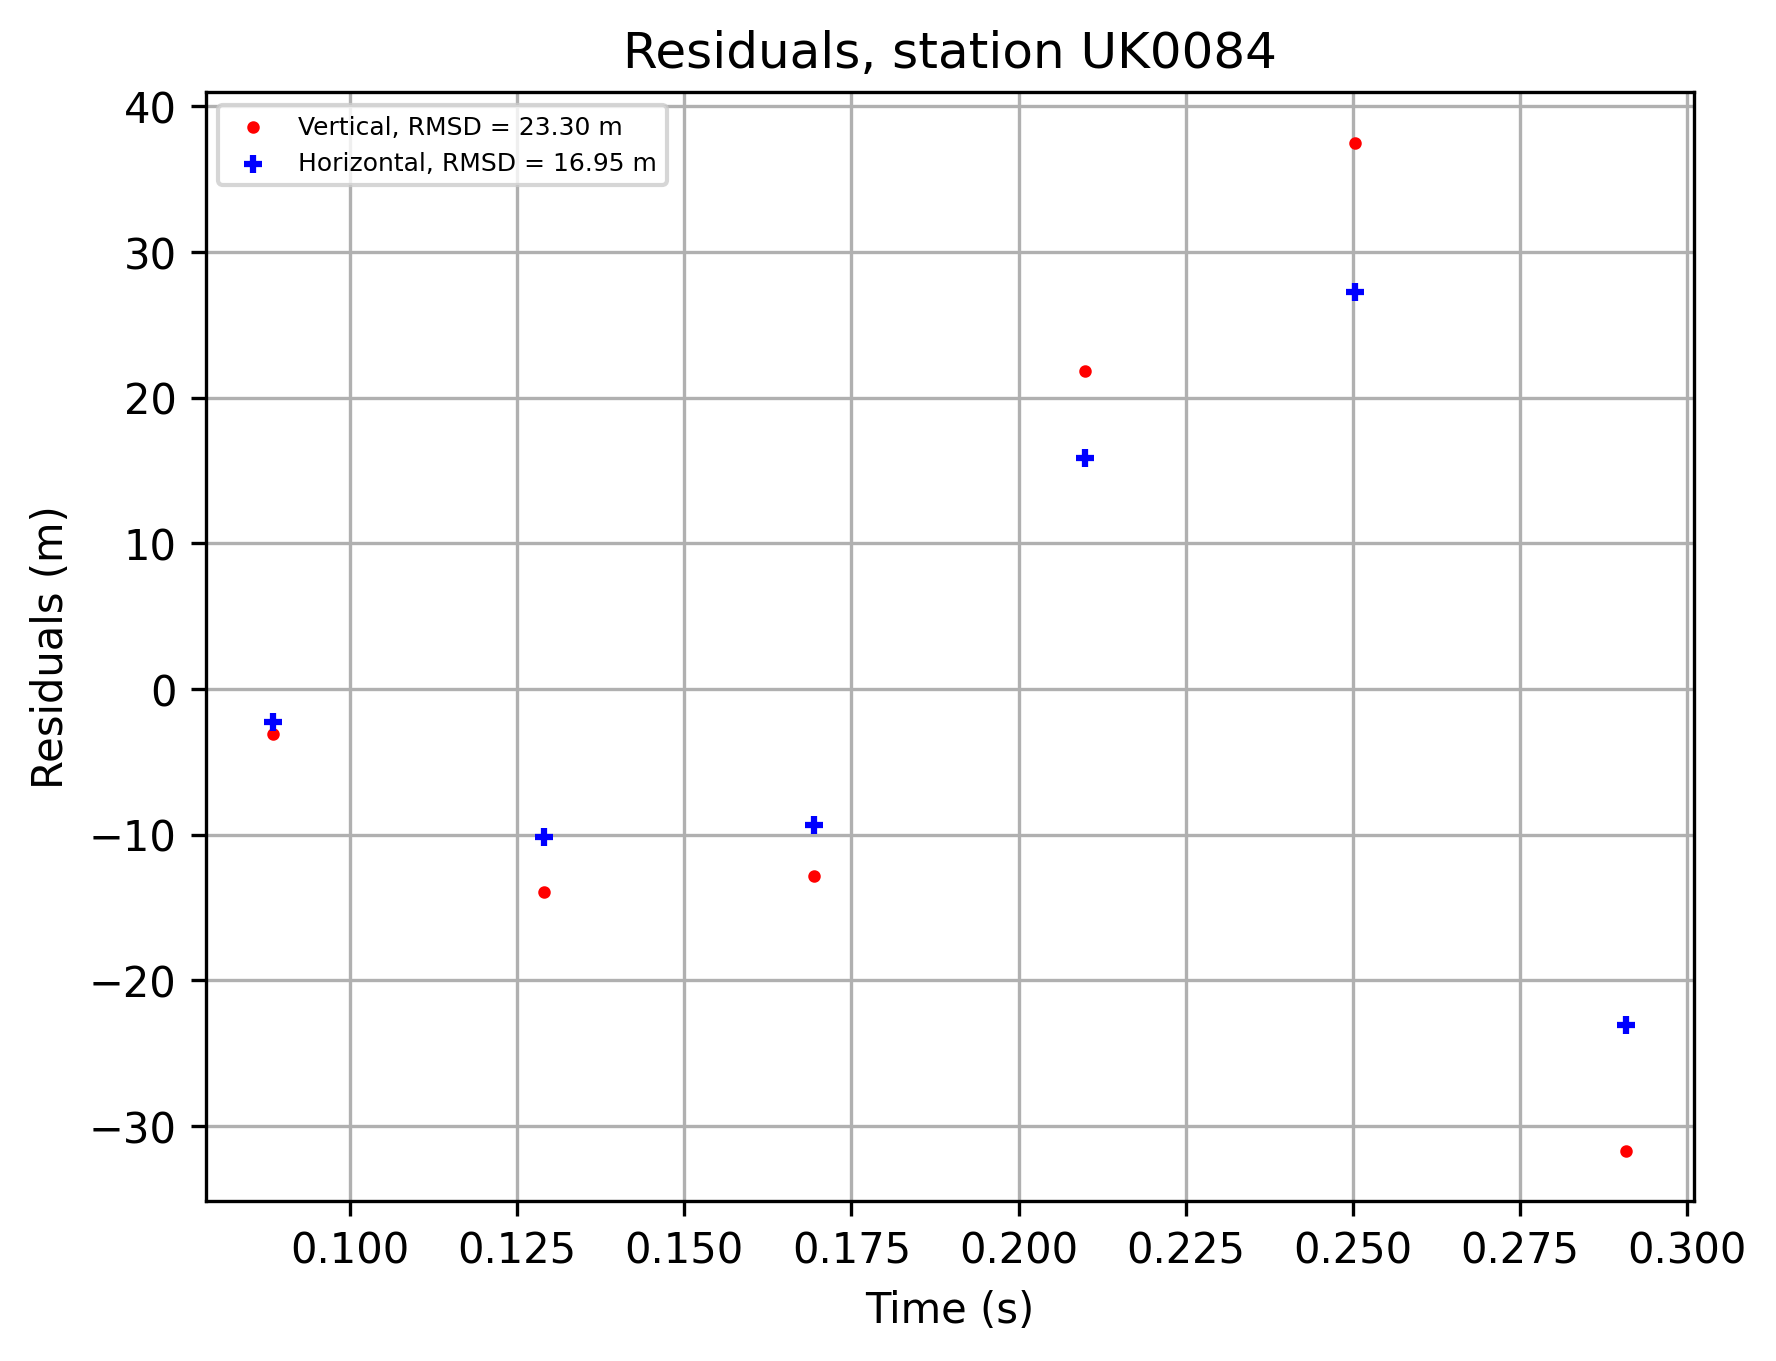 Residuals, station UK0084
Vertical, RMSD = 23.30 m
Horizontal, RMSD = 16.95 m
40
30
20
10
0
−10
−20
−30
Residuals (m)
0.100 0.125 0.150 0.175 0.200 0.225 0.250 0.275 0.300
Time (s)